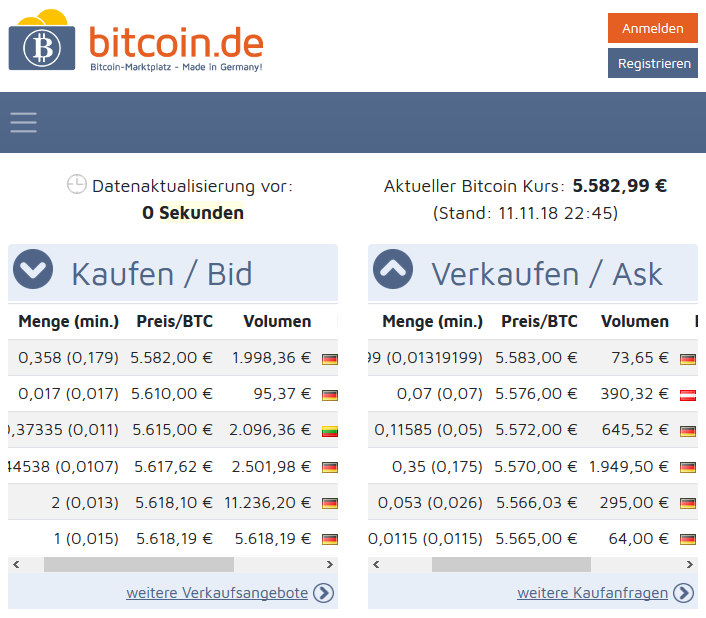 bitcoin.de
Bitcoin-Marktplatz - Made in Germany!
Anmelden
Registrieren
Datenaktualisierung vor:
0 Sekunden
Aktueller Bitcoin Kurs: 5.582,99 €
(Stand: 11.11.18 22:45)
Kaufen / Bid
Menge (min.) Preis/BTC Volumen
0,358 (0,179) 5.582,00 € 1.998,36 €
0,017 (0,017) 5.610,00 € 95,37 €
,37335 (0,011) 5.615,00 € 2.096,36 €
44538 (0,0107) 5.617,62 € 2.501,98 €
2 (0,013) 5.618,10 € 11.236,20 €
1 (0,015) 5.618,19 € 5.618,19 €
weitere Verkaufsangebote
Verkaufen / Ask
Menge (min.) Preis/BTC Volumen
99 (0,01319199) 5.583,00 € 73,65 €
0,07 (0,07) 5.576,00 € 390,32 €
0,11585 (0,05) 5.572,00 € 645,52 €
0,35 (0,175) 5.570,00 € 1.949,50 €
0,053 (0,026) 5.566,03 € 295,00 €
0,0115 (0,0115) 5.565,00 € 64,00 €
weitere Kaufanfragen